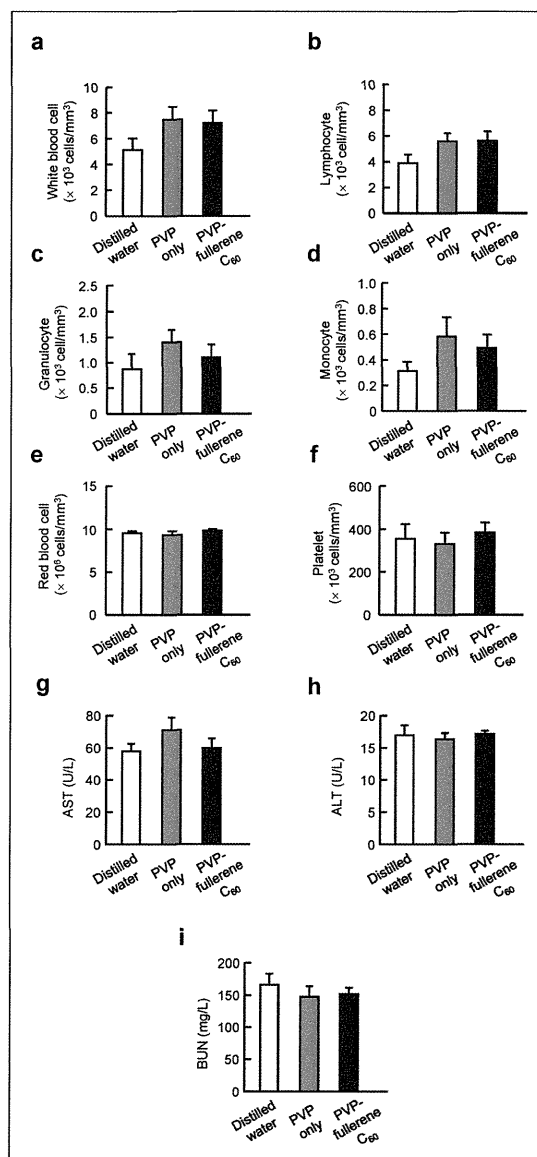 a
White blood cell
(× 10³ cells/mm³)
10
8
6
4
2
0
Distilled water
PVP only
PVP-fullerene C₆₀
b
Lymphocyte
(× 10³ cell/mm³)
10
8
6
4
2
0
Distilled water
PVP only
PVP-fullerene C₆₀
c
Granulocyte
(× 10³ cell/mm³)
2.5
2.0
1.5
1.0
0.5
0
Distilled water
PVP only
PVP-fullerene C₆₀
d
Monocyte
(× 10³ cell/mm³)
1.0
0.8
0.6
0.4
0.2
0
Distilled water
PVP only
PVP-fullerene C₆₀
e
Red blood cell
(× 10⁶ cells/mm³)
15
10
5
0
Distilled water
PVP only
PVP-fullerene C₆₀
f
Platelet
(× 10³ cells/mm³)
600
400
200
0
Distilled water
PVP only
PVP-fullerene C₆₀
g
AST (U/L)
80
60
40
20
0
Distilled water
PVP only
PVP-fullerene C₆₀
h
ALT (U/L)
20
15
10
5
0
Distilled water
PVP only
PVP-fullerene C₆₀
i
BUN (mg/L)
200
150
100
50
0
Distilled water
PVP only
PVP-fullerene C₆₀